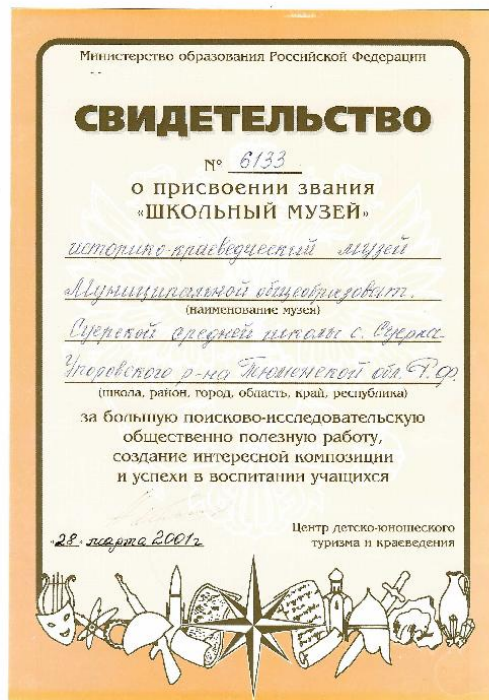 Министерство образования Российской Федерации
СВИДЕТЕЛЬСТВО
№ 6133
о присвоении звания
«ШКОЛЬНЫЙ МУЗЕЙ»
историко-краеведческий музей
Муниципальной общеобразоват.
(наименование музея)
Суерской средней школы с. Суерка
Упоровского р-на Тюменской обл. Р.Ф.
(школа, район, город, область, край, республика)
за большую поисково-исследовательскую
общественно полезную работу,
создание интересной композиции
и успехи в воспитании учащихся
Центр детско-юношеского
туризма и краеведения
«28» марта 2001г